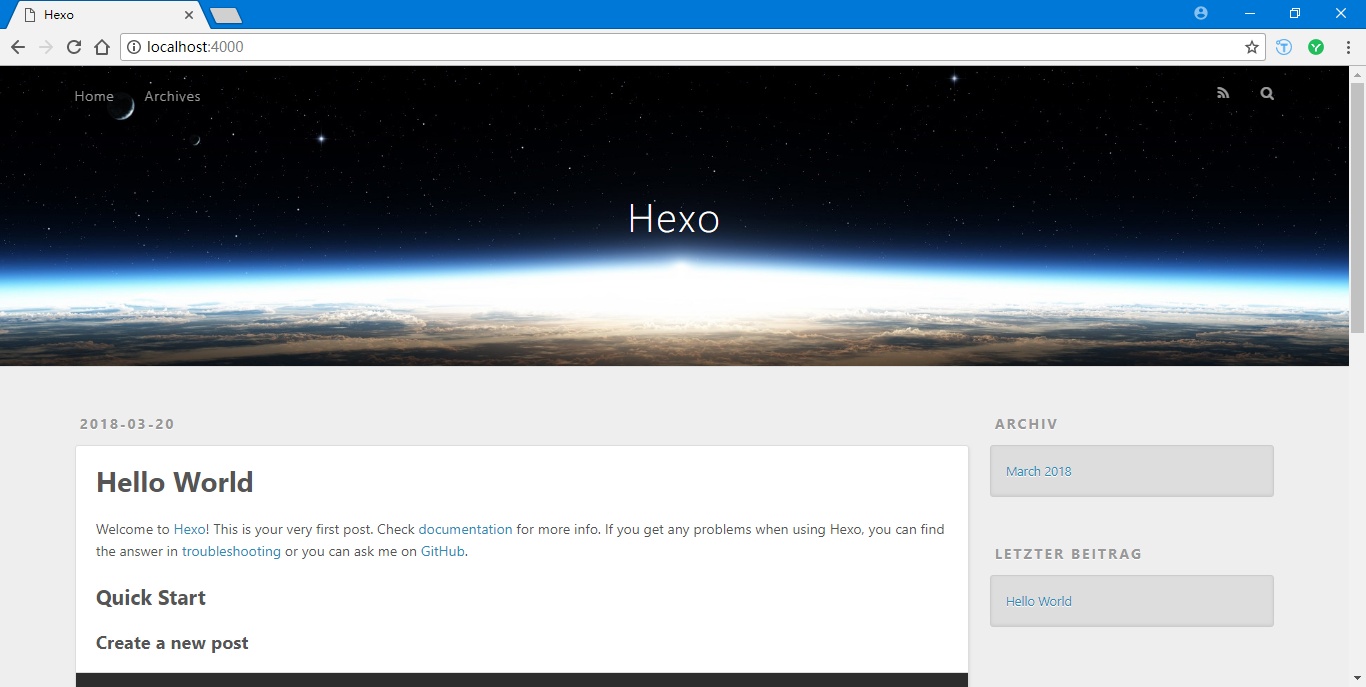 Hexo
localhost:4000
Home Archives
Hexo
2018-03-20
Hello World
Welcome to Hexo! This is your very first post. Check documentation for more info. If you get any problems when using Hexo, you can find
the answer in troubleshooting or you can ask me on GitHub.
Quick Start
Create a new post
ARCHIV
March 2018
LETZTER BEITRAG
Hello World